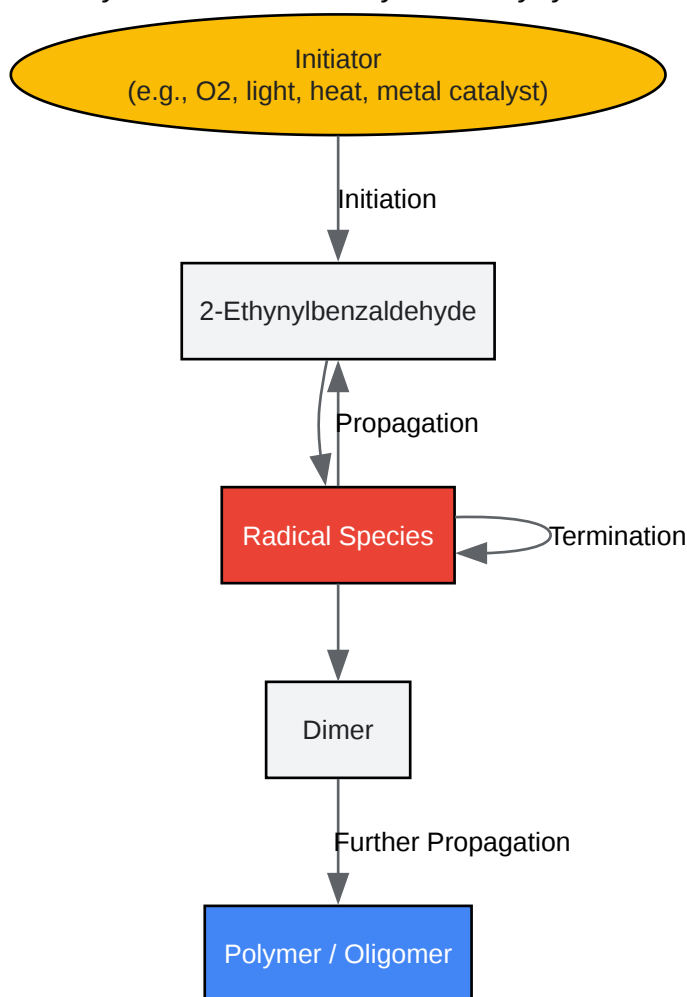 Initiator
(e.g., O2, light, heat, metal catalyst)
Initiation
2-Ethynylbenzaldehyde
Propagation
Radical Species
Termination
Dimer
Further Propagation
Polymer / Oligomer